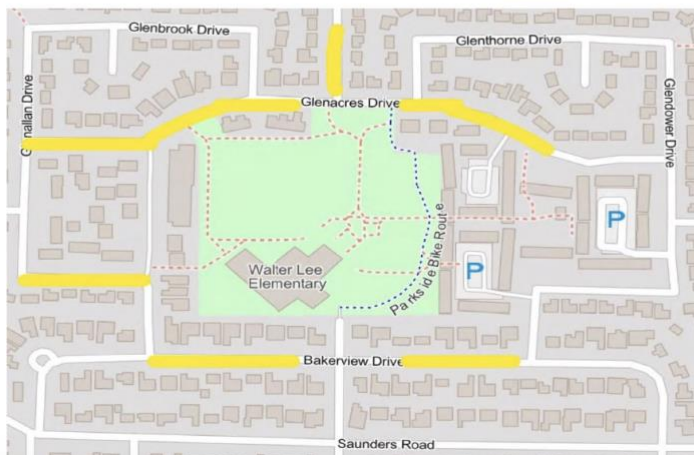 Glenbrook Drive
Glenthorne Drive
Glenacres Drive
Glenallan Drive
Glendower Drive
P
P
Parkside Bike Route
Walter Lee
Elementary
Bakerview Drive
Saunders Road